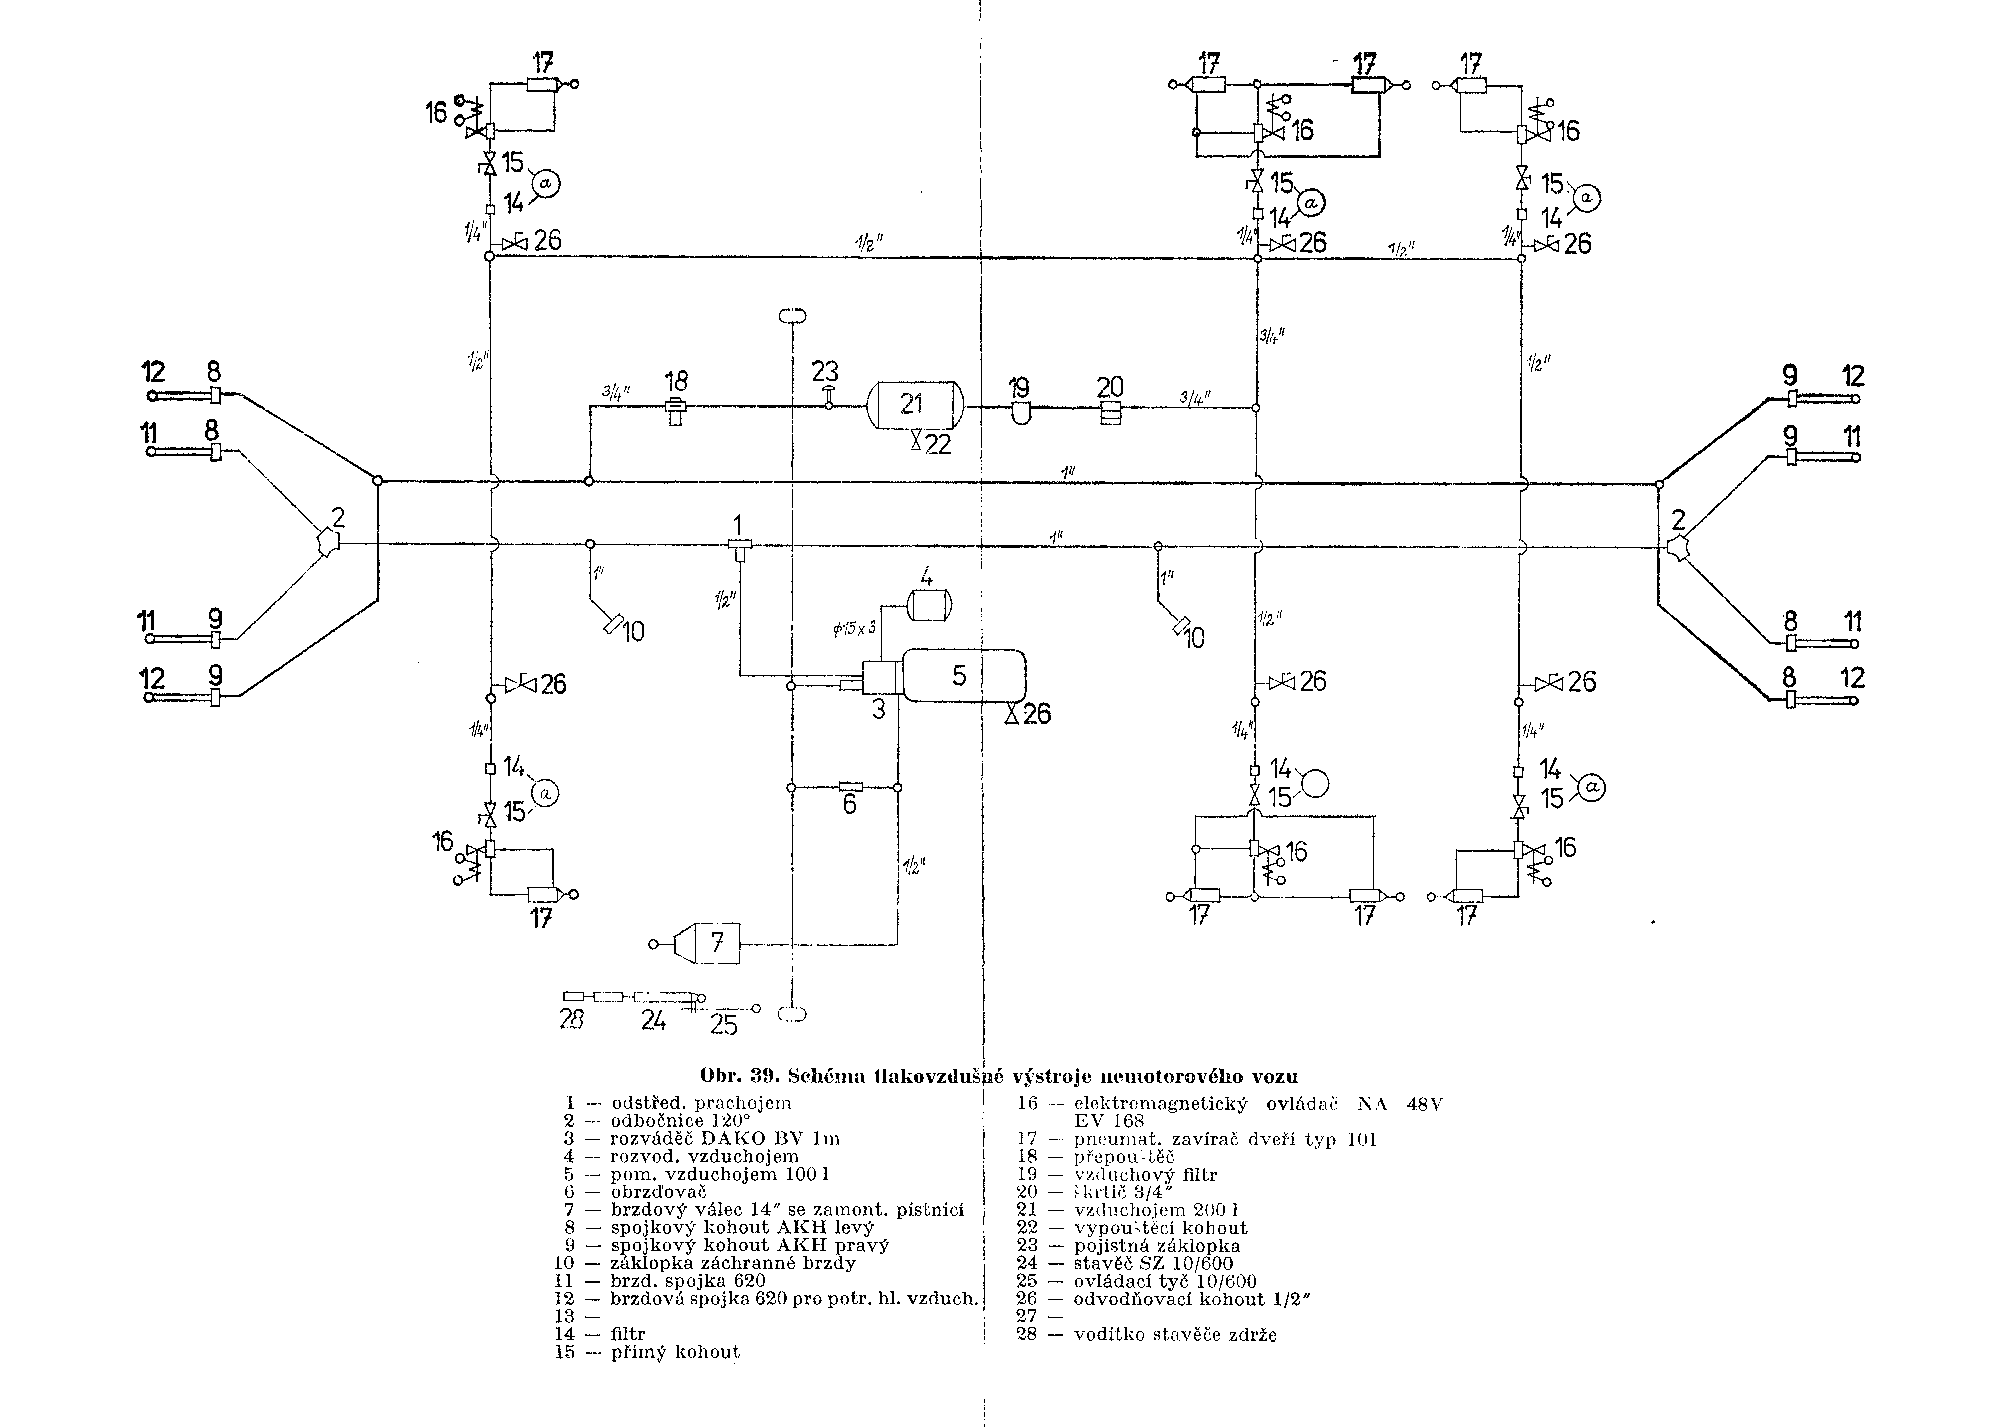 17 17 17 17
16 16 16
15 a 15 a 15 a
14 14 14
1/4" 26 1/4" 26 1/4" 26
1/2" 1/2"
3/4"
1/2" 1/2"
12 8 3/4" 18 23 21 19 20 3/4" 9 12
11 8 22 9 11
1"
2 1 1" 2
1" 1/2" 4 1"
11 9 10 φ15x3 10 1/2" 8 11
12 9 26 5 26 26 8 12
3 26
1/4" 1/4" 1/4"
14 a 14 14 a
15 6 15 15
16 16 16
1/2"
17 17 17 17
7
28 24 25
Obr. 39. Schéma tlakovzdušné výstroje nemotorového vozu
1 — odstřed. prachojem
2 — odbočnice 120°
3 — rozváděč DAKO BV 1m
4 — rozvod. vzduchojem
5 — pom. vzduchojem 100 l
6 — obrzďovač
7 — brzdový válec 14″ se zamont. pístnicí
8 — spojkový kohout AKH levý
9 — spojkový kohout AKH pravý
10 — záklopka záchranné brzdy
11 — brzd. spojka 620
12 — brzdová spojka 620 pro potr. hl. vzduch.
13 —
14 — filtr
15 — přímý kohout
16 — elektromagnetický ovládač NA 48V
EV 168
17 — pneumat. zavírač dveří typ 101
18 — přepouštěč
19 — vzduchový filtr
20 — škrtič 3/4″
21 — vzduchojem 200 l
22 — vypouštěcí kohout
23 — pojistná záklopka
24 — stavěč SZ 10/600
25 — ovládací tyč 10/600
26 — odvodňovací kohout 1/2″
27 —
28 — vodítko stavěče zdrže